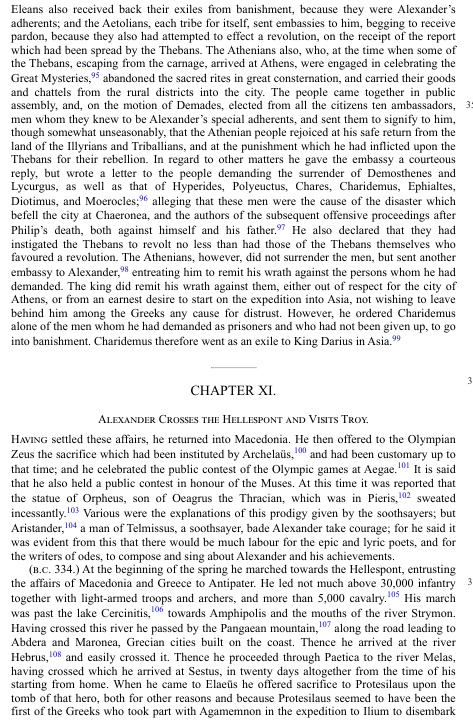 Eleans also received back their exiles from banishment, because they were Alexander's
adherents; and the Aetolians, each tribe for itself, sent embassies to him, begging to receive
pardon, because they also had attempted to effect a revolution, on the receipt of the report
which had been spread by the Thebans. The Athenians also, who, at the time when some of
the Thebans, escaping from the carnage, arrived at Athens, were engaged in celebrating the
Great Mysteries,95 abandoned the sacred rites in great consternation, and carried their goods
and chattels from the rural districts into the city. The people came together in public
assembly, and, on the motion of Demades, elected from all the citizens ten ambassadors,
men whom they knew to be Alexander's special adherents, and sent them to signify to him,
though somewhat unseasonably, that the Athenian people rejoiced at his safe return from the
land of the Illyrians and Triballians, and at the punishment which he had inflicted upon the
Thebans for their rebellion. In regard to other matters he gave the embassy a courteous
reply, but wrote a letter to the people demanding the surrender of Demosthenes and
Lycurgus, as well as that of Hyperides, Polyeuctus, Chares, Charidemus, Ephialtes,
Diotimus, and Moerocles;96 alleging that these men were the cause of the disaster which
befell the city at Chaeronea, and the authors of the subsequent offensive proceedings after
Philip's death, both against himself and his father.97 He also declared that they had
instigated the Thebans to revolt no less than had those of the Thebans themselves who
favoured a revolution. The Athenians, however, did not surrender the men, but sent another
embassy to Alexander,98 entreating him to remit his wrath against the persons whom he had
demanded. The king did remit his wrath against them, either out of respect for the city of
Athens, or from an earnest desire to start on the expedition into Asia, not wishing to leave
behind him among the Greeks any cause for distrust. However, he ordered Charidemus
alone of the men whom he had demanded as prisoners and who had not been given up, to go
into banishment. Charidemus therefore went as an exile to King Darius in Asia.99
CHAPTER XI.
ALEXANDER CROSSES THE HELLESPONT AND VISITS TROY.
HAVING settled these affairs, he returned into Macedonia. He then offered to the Olympian
Zeus the sacrifice which had been instituted by Archelaüs,100 and had been customary up to
that time; and he celebrated the public contest of the Olympic games at Aegae.101 It is said
that he also held a public contest in honour of the Muses. At this time it was reported that
the statue of Orpheus, son of Oeagrus the Thracian, which was in Pieris,102 sweated
incessantly.103 Various were the explanations of this prodigy given by the soothsayers; but
Aristander,104 a man of Telmissus, a soothsayer, bade Alexander take courage; for he said it
was evident from this that there would be much labour for the epic and lyric poets, and for
the writers of odes, to compose and sing about Alexander and his achievements.
(B.C. 334.) At the beginning of the spring he marched towards the Hellespont, entrusting
the affairs of Macedonia and Greece to Antipater. He led not much above 30,000 infantry
together with light-armed troops and archers, and more than 5,000 cavalry.105 His march
was past the lake Cercinitis,106 towards Amphipolis and the mouths of the river Strymon.
Having crossed this river he passed by the Pangaean mountain,107 along the road leading to
Abdera and Maronea, Grecian cities built on the coast. Thence he arrived at the river
Hebrus,108 and easily crossed it. Thence he proceeded through Paetica to the river Melas,
having crossed which he arrived at Sestus, in twenty days altogether from the time of his
starting from home. When he came to Elaeüs he offered sacrifice to Protesilaus upon the
tomb of that hero, both for other reasons and because Protesilaus seemed to have been the
first of the Greeks who took part with Agamemnon in the expedition to Ilium to disembark